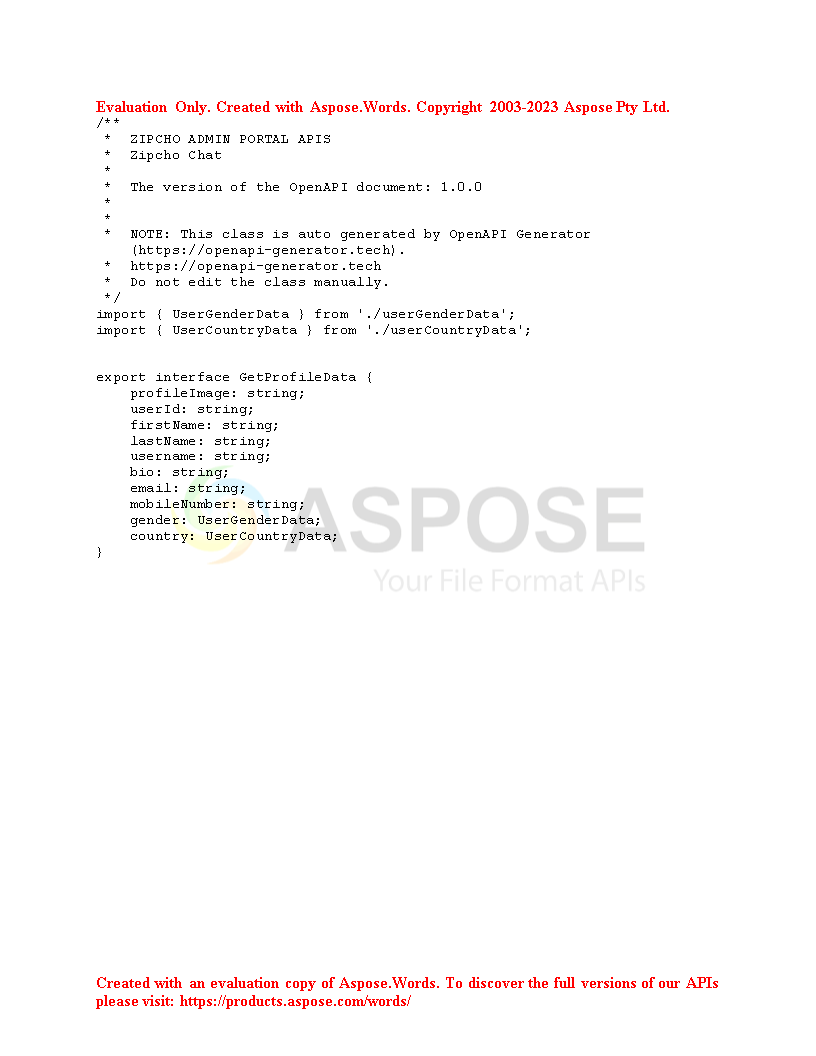 Evaluation Only. Created with Aspose.Words. Copyright 2003-2023 Aspose Pty Ltd.
/**
 *  ZIPCHO ADMIN PORTAL APIS
 *  Zipcho Chat
 *
 *  The version of the OpenAPI document: 1.0.0
 *
 *
 *  NOTE: This class is auto generated by OpenAPI Generator
    (https://openapi-generator.tech).
 *  https://openapi-generator.tech
 *  Do not edit the class manually.
 */
import { UserGenderData } from './userGenderData';
import { UserCountryData } from './userCountryData';
export interface GetProfileData {
    profileImage: string;
    userId: string;
    firstName: string;
    lastName: string;
    username: string;
    bio: string;
    email: string;
    mobileNumber: string;
    gender: UserGenderData;
    country: UserCountryData;
}
ASPOSE
Your File Format APIs
Created with an evaluation copy of Aspose.Words. To discover the full versions of our APIs
please visit: https://products.aspose.com/words/